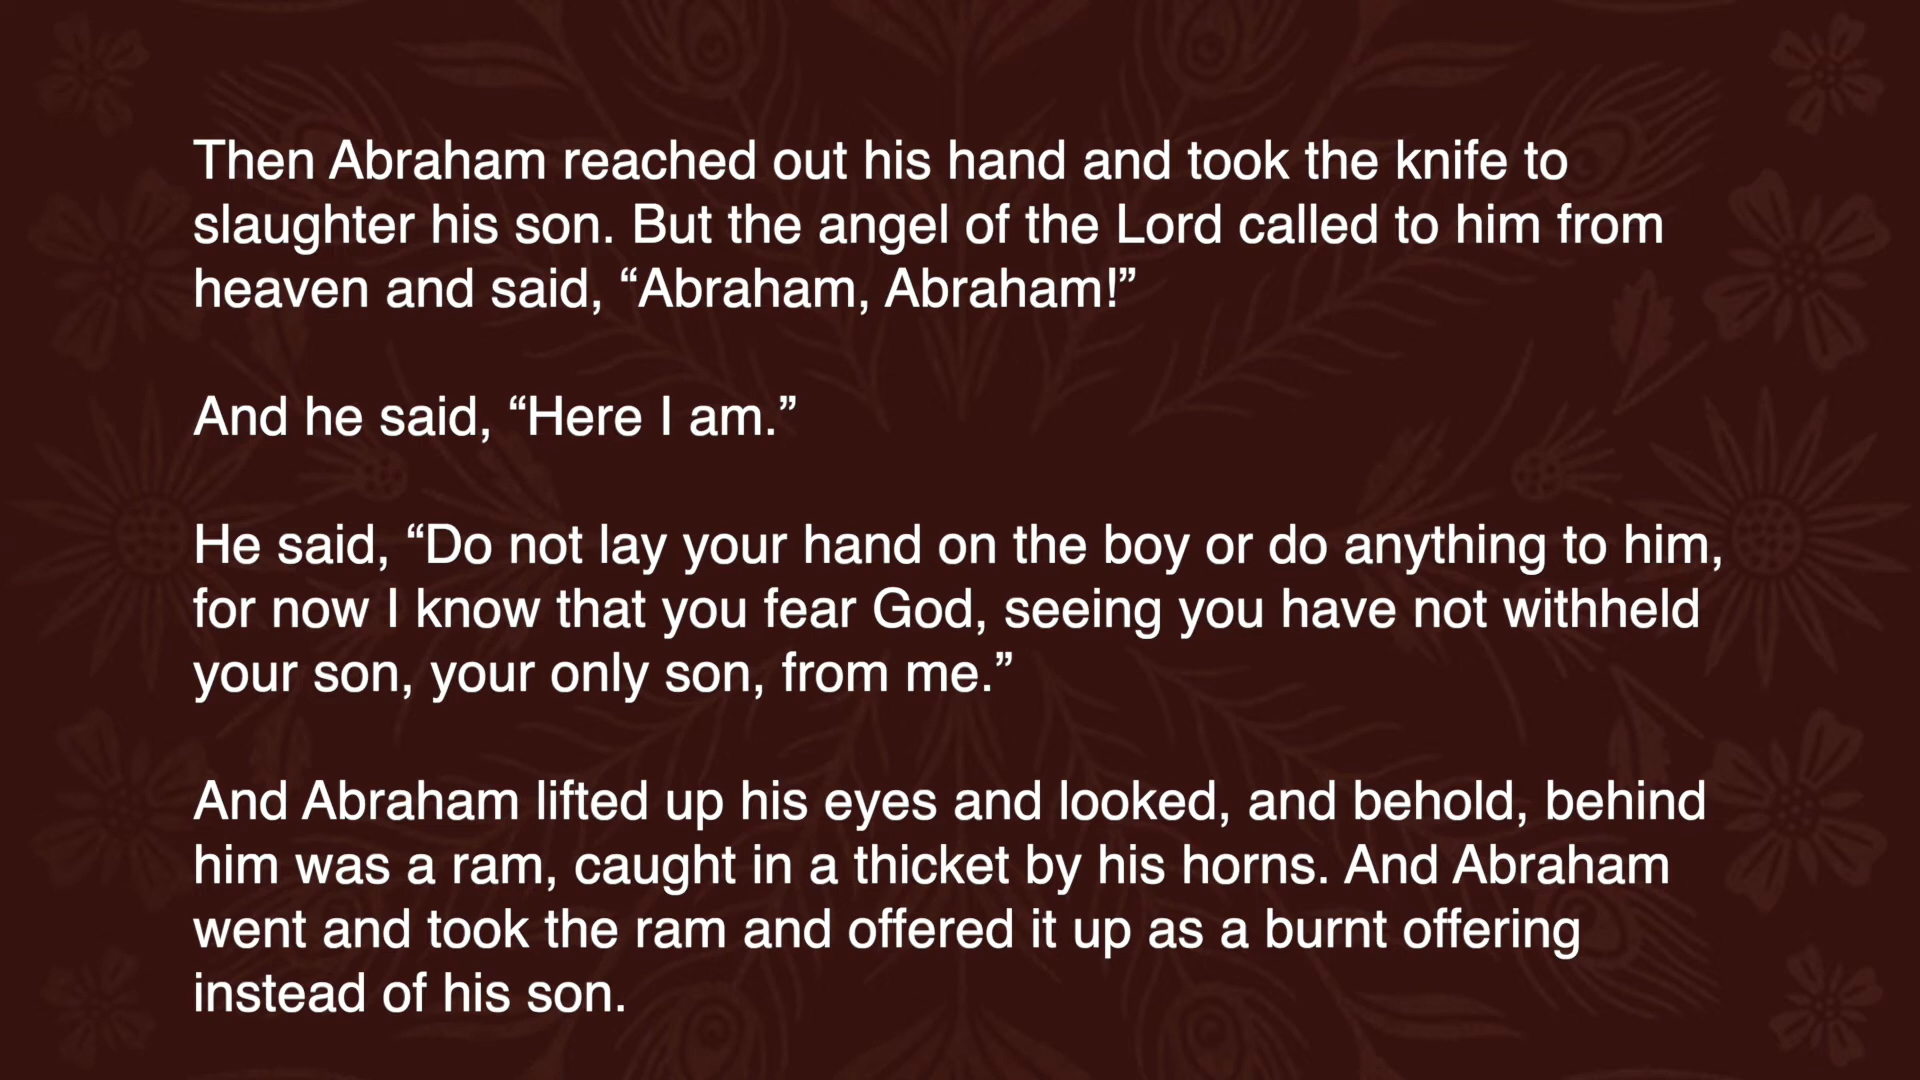 Then Abraham reached out his hand and took the knife to
slaughter his son. But the angel of the Lord called to him from
heaven and said, “Abraham, Abraham!”
And he said, “Here I am.”
He said, “Do not lay your hand on the boy or do anything to him,
for now I know that you fear God, seeing you have not withheld
your son, your only son, from me.”
And Abraham lifted up his eyes and looked, and behold, behind
him was a ram, caught in a thicket by his horns. And Abraham
went and took the ram and offered it up as a burnt offering
instead of his son.